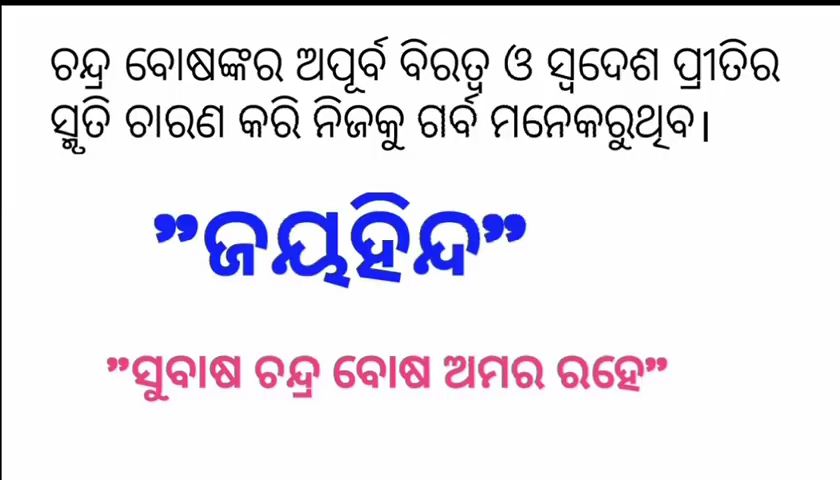 ଚନ୍ଦ୍ର ବୋଷଙ୍କର ଅପୂର୍ବ ବିରତ୍ୱ ଓ ସ୍ୱଦେଶ ପ୍ରୀତିର
ସ୍ମୃତି ଚାରଣ କରି ନିଜକୁ ଗର୍ବ ମନେକରୁଥିବ।
”ଜୟହିନ୍ଦ”
”ସୁବାଷ ଚନ୍ଦ୍ର ବୋଷ ଅମର ରହେ”